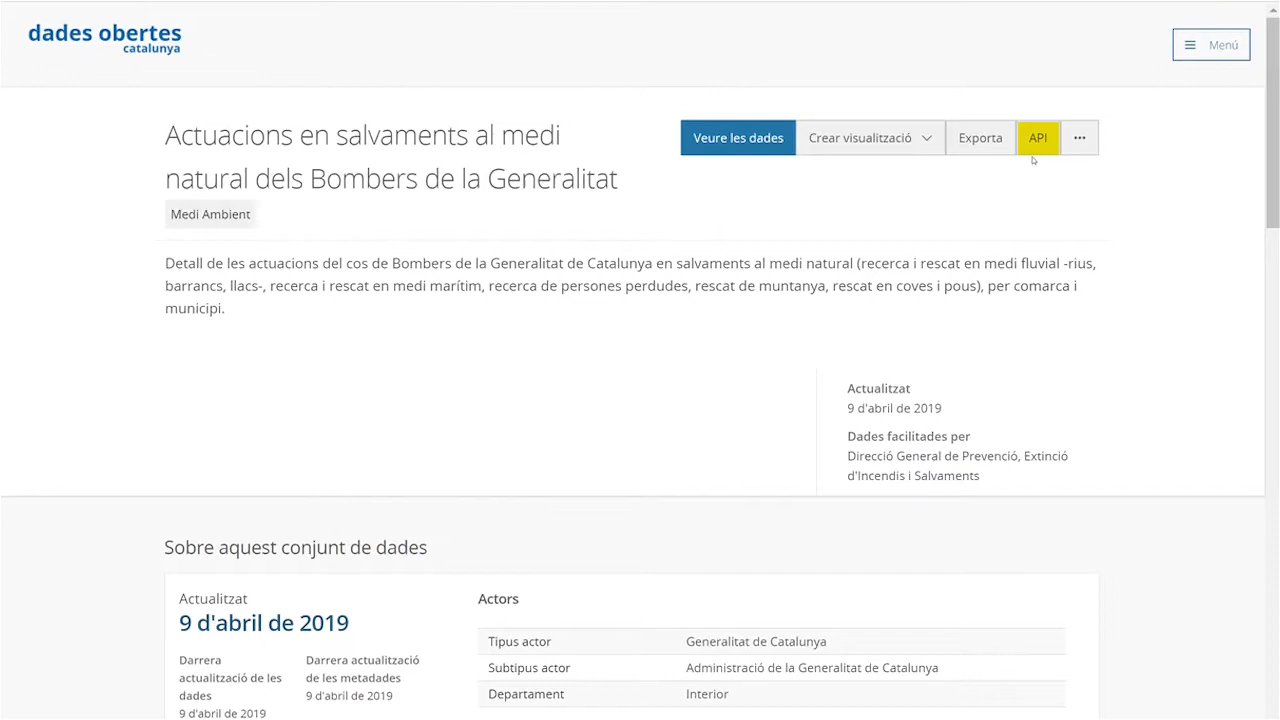 dades obertes
catalunya
Menú
Actuacions en salvaments al medi
natural dels Bombers de la Generalitat
Veure les dades
Crear visualització
Exporta
API
Medi Ambient
Detall de les actuacions del cos de Bombers de la Generalitat de Catalunya en salvaments al medi natural (recerca i rescat en medi fluvial -rius,
barrancs, llacs-, recerca i rescat en medi marítim, recerca de persones perdudes, rescat de muntanya, rescat en coves i pous), per comarca i
municipi.
Actualitzat
9 d'abril de 2019
Dades facilitades per
Direcció General de Prevenció, Extinció
d'Incendis i Salvaments
Sobre aquest conjunt de dades
Actualitzat
9 d'abril de 2019
Darrera
actualització de les
dades
9 d'abril de 2019
Darrera actualització
de les metadades
9 d'abril de 2019
Actors
Tipus actor Generalitat de Catalunya
Subtipus actor Administració de la Generalitat de Catalunya
Departament Interior